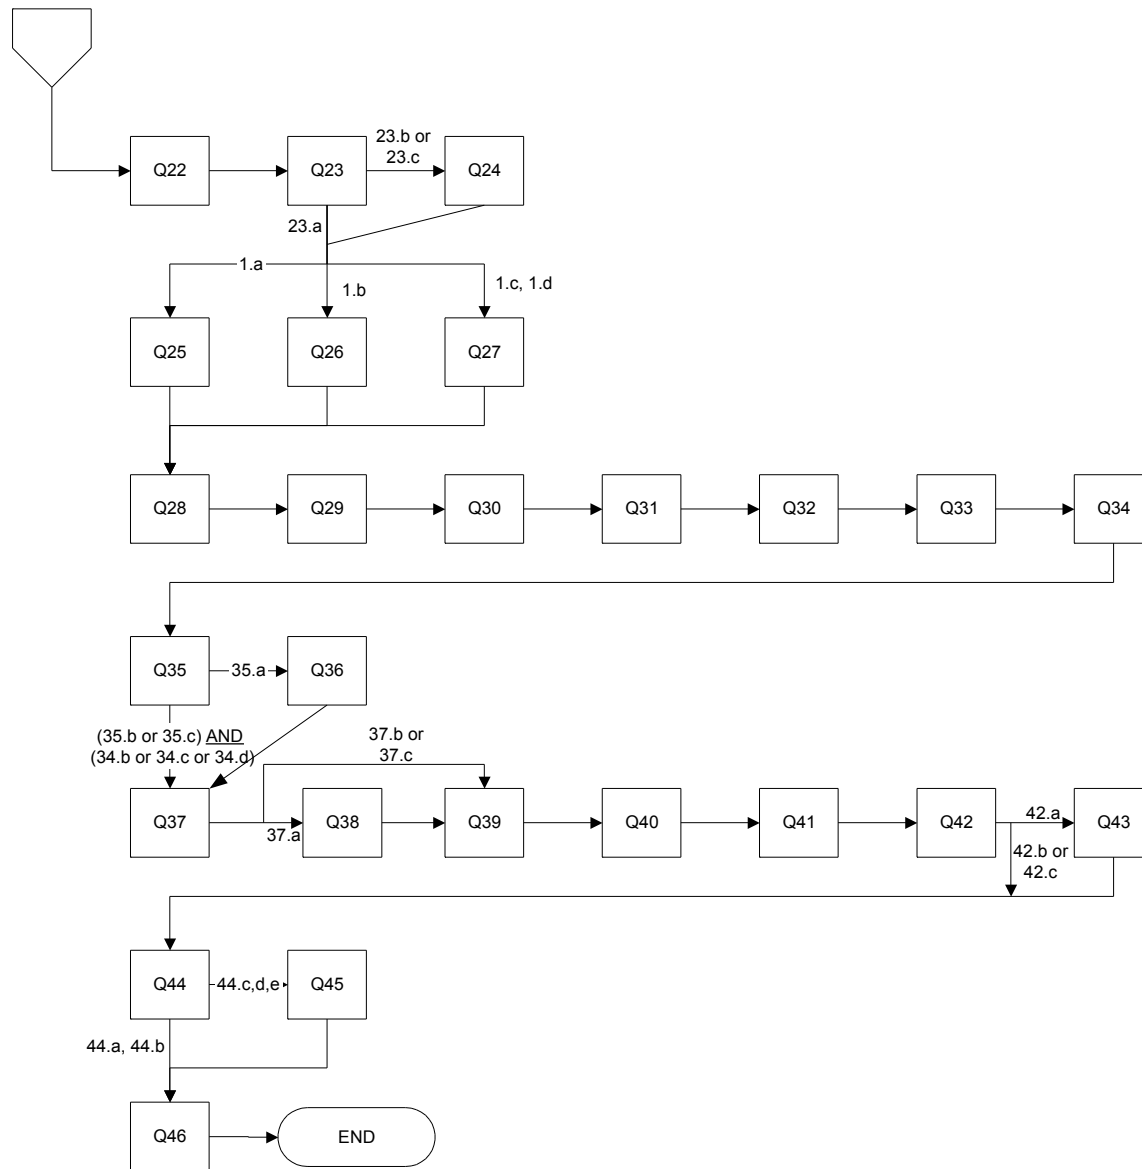 23.b or
23.c
Q22
Q23
Q24
23.a
1.a
1.b
1.c, 1.d
Q25
Q26
Q27
Q28
Q29
Q30
Q31
Q32
Q33
Q34
Q35
35.a
Q36
(35.b or 35.c) AND
(34.b or 34.c or 34.d)
37.b or
37.c
Q37
37.a
Q38
Q39
Q40
Q41
Q42
42.a
Q43
42.b or
42.c
Q44
44.c,d,e
Q45
44.a, 44.b
Q46
END